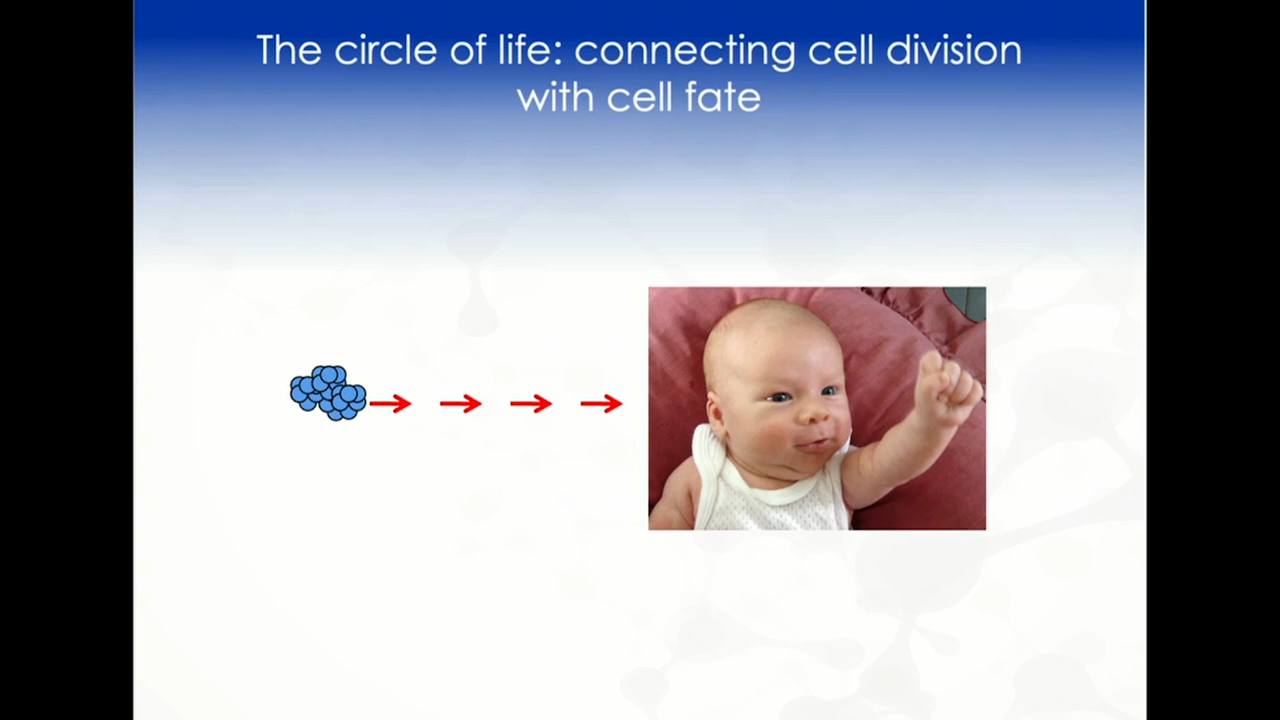 The circle of life: connecting cell division
with cell fate